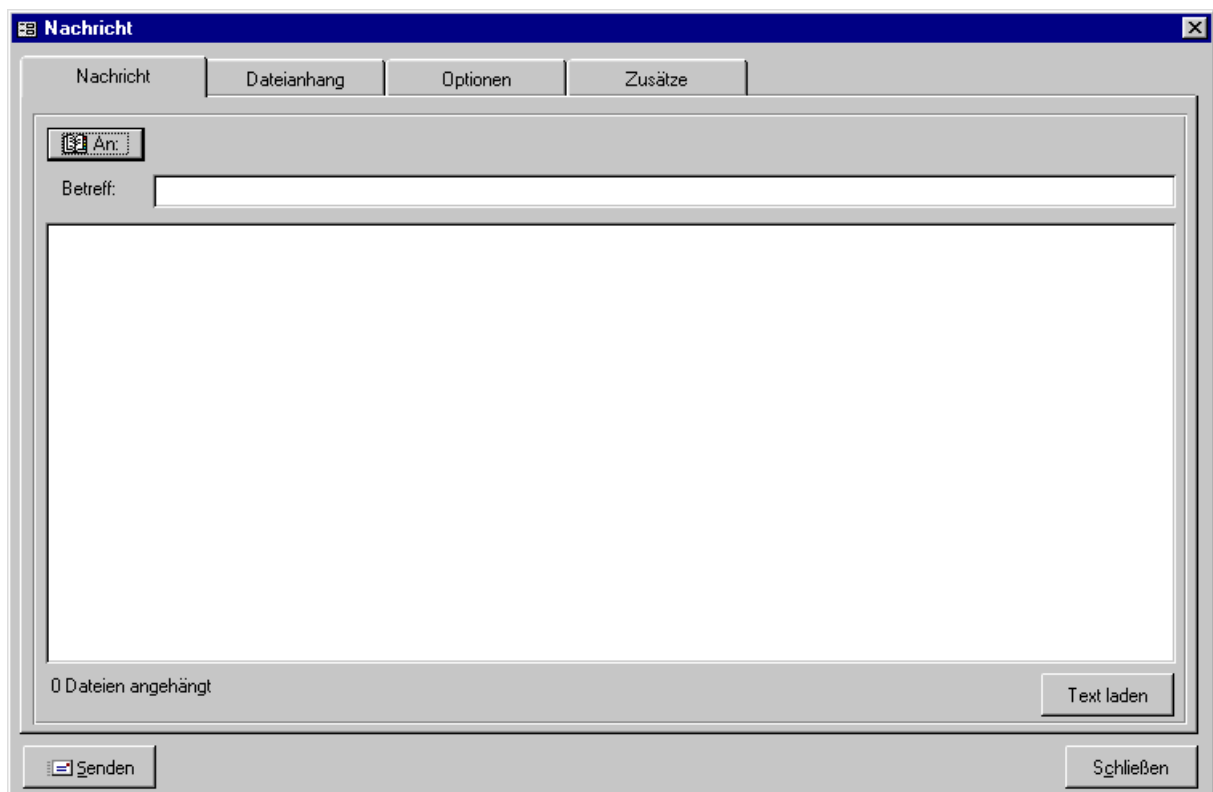 Nachricht
Nachricht Dateianhang Optionen Zusätze
An:
Betreff:
0 Dateien angehängt
Text laden
Senden Schließen